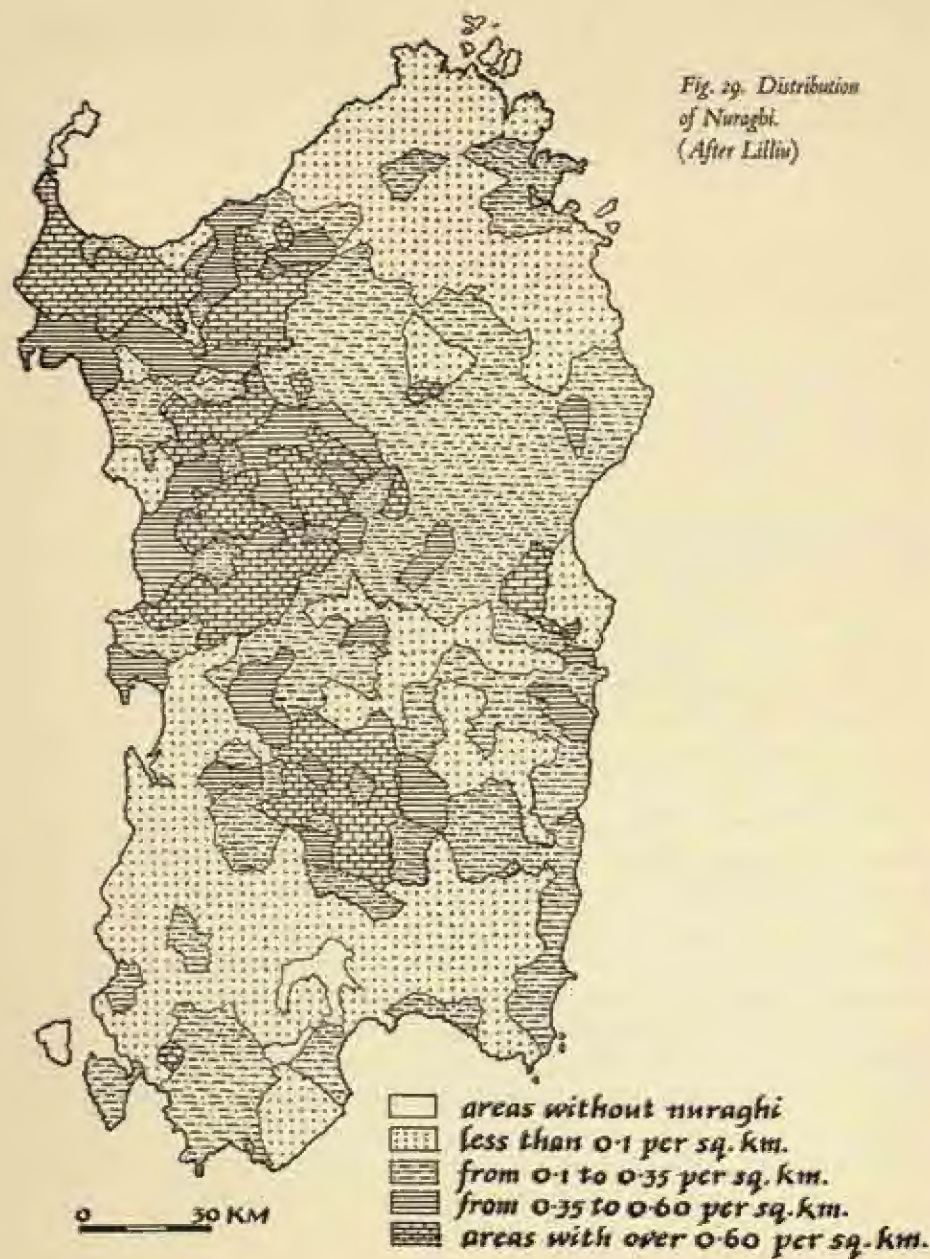 Fig. 29. Distribution
of Nuraghi.
(After Lilliu)
areas without nuraghi
less than 0·1 per sq. km.
from 0·1 to 0·35 per sq. km.
from 0·35 to 0·60 per sq. km.
areas with over 0·60 per sq. km.
0 30 KM